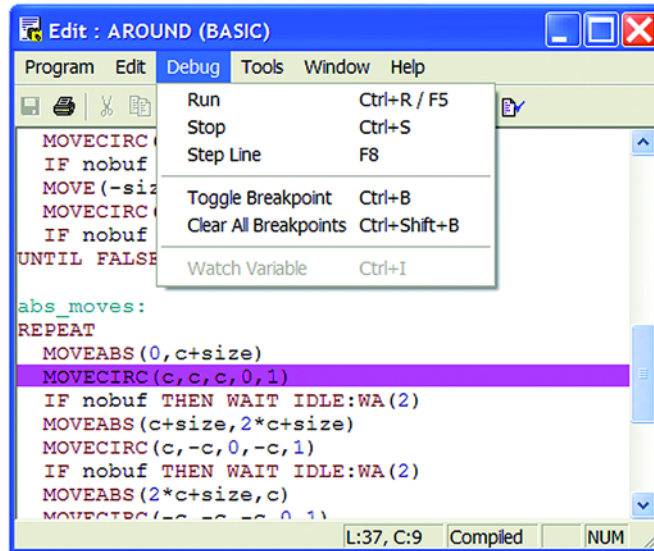 Edit : AROUND (BASIC)
Program Edit Debug Tools Window Help
Run Ctrl+R / F5
Stop Ctrl+S
Step Line F8
Toggle Breakpoint Ctrl+B
Clear All Breakpoints Ctrl+Shift+B
Watch Variable Ctrl+I
MOVECIRC(
IF nobuf
MOVE(-siz
MOVECIRC(
IF nobuf
UNTIL FALSE
abs_moves:
REPEAT
MOVEABS(0,c+size)
MOVECIRC(c,c,c,0,1)
IF nobuf THEN WAIT IDLE:WA(2)
MOVEABS(c+size,2*c+size)
MOVECIRC(c,-c,0,-c,1)
IF nobuf THEN WAIT IDLE:WA(2)
MOVEABS(2*c+size,c)
MOVECIRC(-c,-c,-c,0,1)
L:37, C:9 Compiled NUM